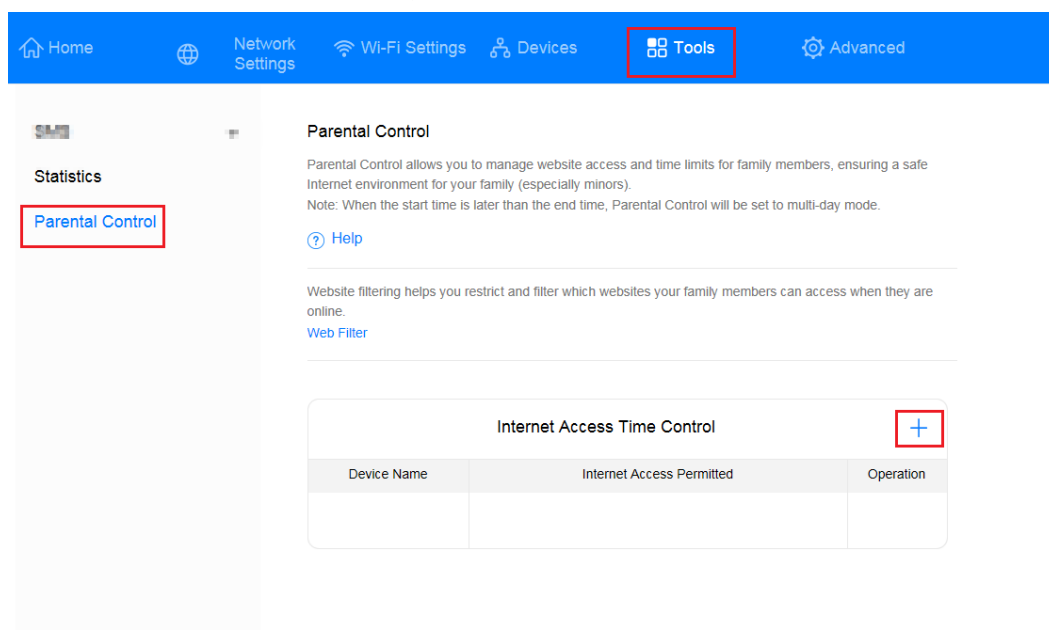 Home
Network
Settings
Wi-Fi Settings
Devices
Tools
Advanced
Statistics
Parental Control
Parental Control
Parental Control allows you to manage website access and time limits for family members, ensuring a safe
Internet environment for your family (especially minors).
Note: When the start time is later than the end time, Parental Control will be set to multi-day mode.
? Help
Website filtering helps you restrict and filter which websites your family members can access when they are
online.
Web Filter
Internet Access Time Control
Device Name
Internet Access Permitted
Operation